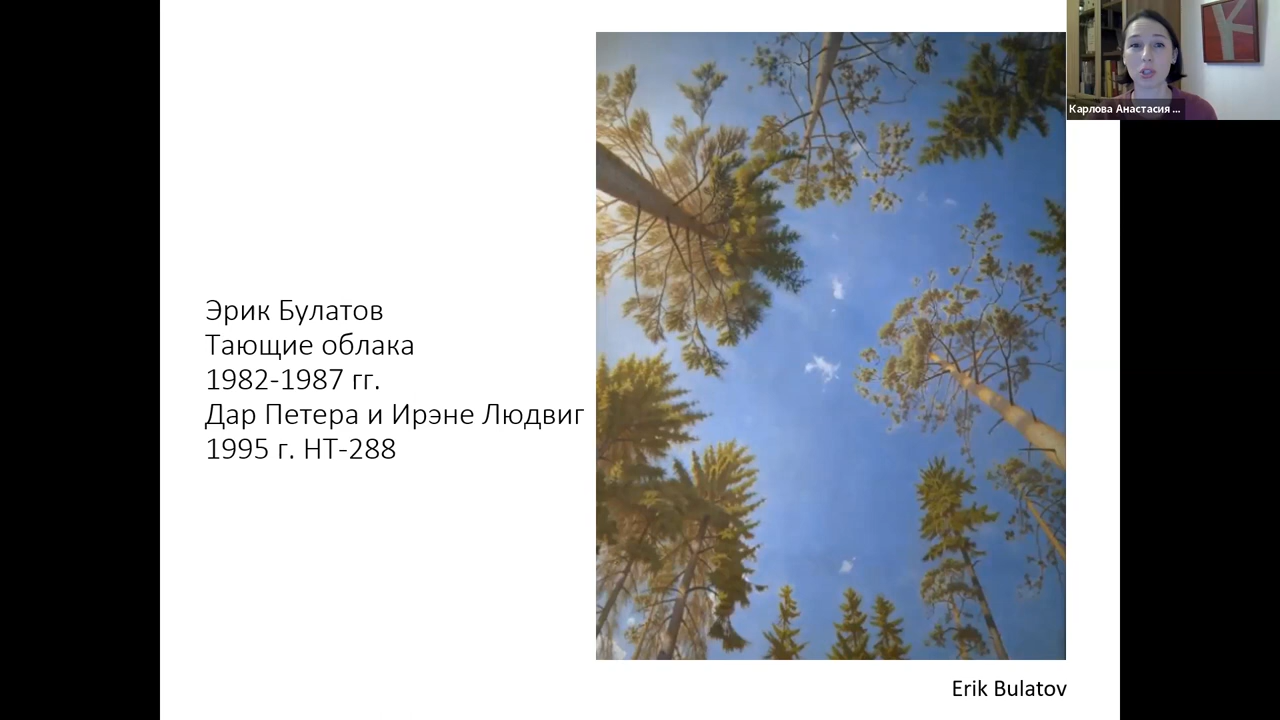 Карлова Анастасия ...
Эрик Булатов
Тающие облака
1982-1987 гг.
Дар Петера и Ирэне Людвиг
1995 г. НТ-288
Erik Bulatov